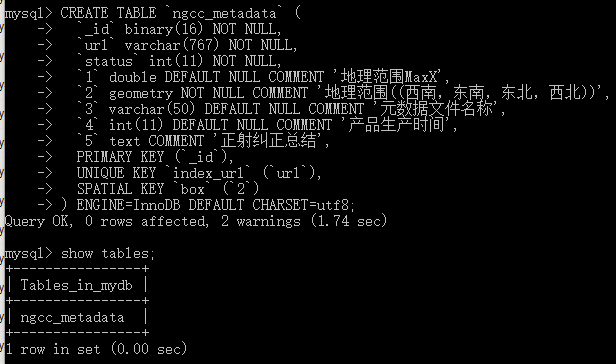 mysql> CREATE TABLE `ngcc_metadata` (
    -> `_id` binary(16) NOT NULL,
    -> `url` varchar(767) NOT NULL,
    -> `status` int(11) NOT NULL,
    -> `1` double DEFAULT NULL COMMENT '地理范围MaxX',
    -> `2` geometry NOT NULL COMMENT '地理范围((西南，东南，东北，西北))',
    -> `3` varchar(50) DEFAULT NULL COMMENT '元数据文件名称',
    -> `4` int(11) DEFAULT NULL COMMENT '产品生产时间',
    -> `5` text COMMENT '正射纠正总结',
    -> PRIMARY KEY (`_id`),
    -> UNIQUE KEY `index_url` (`url`),
    -> SPATIAL KEY `box` (`2`)
    -> ) ENGINE=InnoDB DEFAULT CHARSET=utf8;
Query OK, 0 rows affected, 2 warnings (1.74 sec)
mysql> show tables;
+----------------+
| Tables_in_mydb |
+----------------+
| ngcc_metadata  |
+----------------+
1 row in set (0.00 sec)